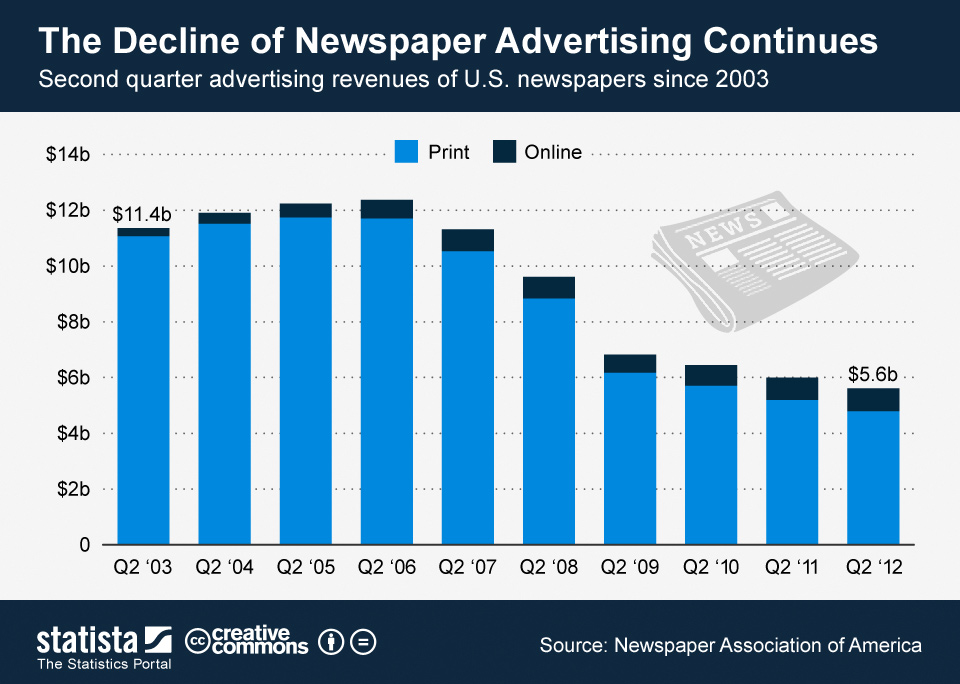 The Decline of Newspaper Advertising Continues
Second quarter advertising revenues of U.S. newspapers since 2003
Print Online
$14b
$12b
$10b
$8b
$6b
$4b
$2b
0
$11.4b
$5.6b
NEWS
Q2 ‘03 Q2 ‘04 Q2 ‘05 Q2 ‘06 Q2 ‘07 Q2 ‘08 Q2 ‘09 Q2 ‘10 Q2 ‘11 Q2 ‘12
statista
The Statistics Portal
cc creative
commons
Source: Newspaper Association of America